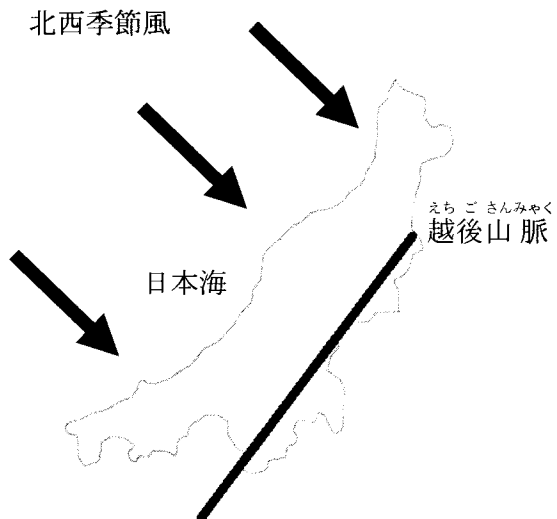 北西季節風
えちごさんみゃく
越後山脈
日本海